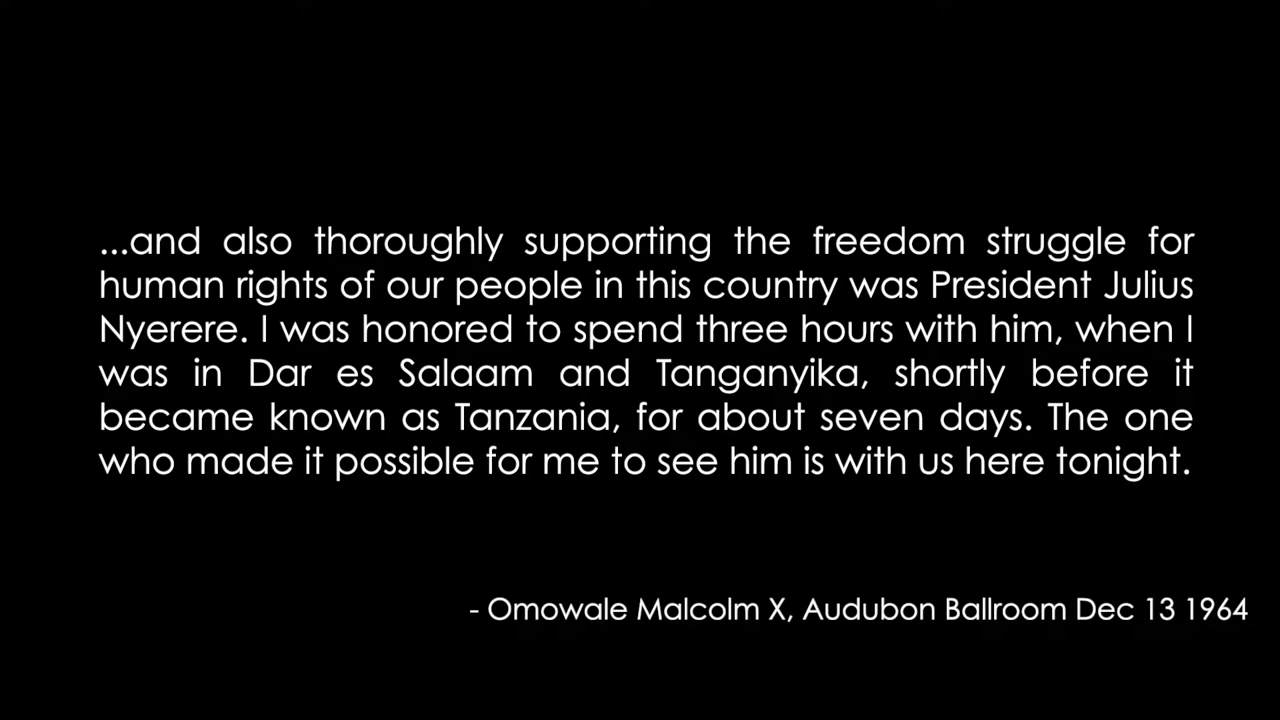 ...and also thoroughly supporting the freedom struggle for
human rights of our people in this country was President Julius
Nyerere. I was honored to spend three hours with him, when I
was in Dar es Salaam and Tanganyika, shortly before it
became known as Tanzania, for about seven days. The one
who made it possible for me to see him is with us here tonight.
- Omowale Malcolm X, Audubon Ballroom Dec 13 1964